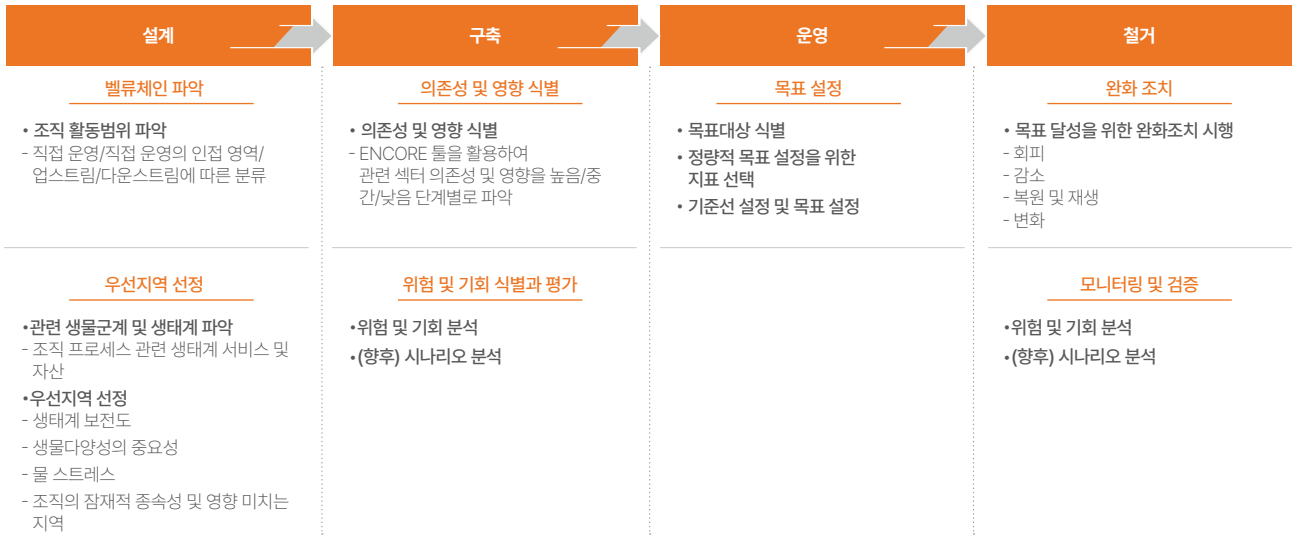 설계
벨류체인 파악
• 조직 활동범위 파악
- 직접 운영/직접 운영의 인접 영역/
업스트림/다운스트림에 따른 분류
우선지역 선정
•관련 생물군계 및 생태계 파악
- 조직 프로세스 관련 생태계 서비스 및
자산
•우선지역 선정
- 생태계 보전도
- 생물다양성의 중요성
- 물 스트레스
- 조직의 잠재적 종속성 및 영향 미치는
지역
구축
의존성 및 영향 식별
• 의존성 및 영향 식별
- ENCORE 툴을 활용하여
관련 섹터 의존성 및 영향을 높음/중
간/낮음 단계별로 파악
위험 및 기회 식별과 평가
•위험 및 기회 분석
•(향후) 시나리오 분석
운영
목표 설정
• 목표대상 식별
• 정량적 목표 설정을 위한
지표 선택
• 기준선 설정 및 목표 설정
철거
완화 조치
• 목표 달성을 위한 완화조치 시행
- 회피
- 감소
- 복원 및 재생
- 변화
모니터링 및 검증
•위험 및 기회 분석
•(향후) 시나리오 분석